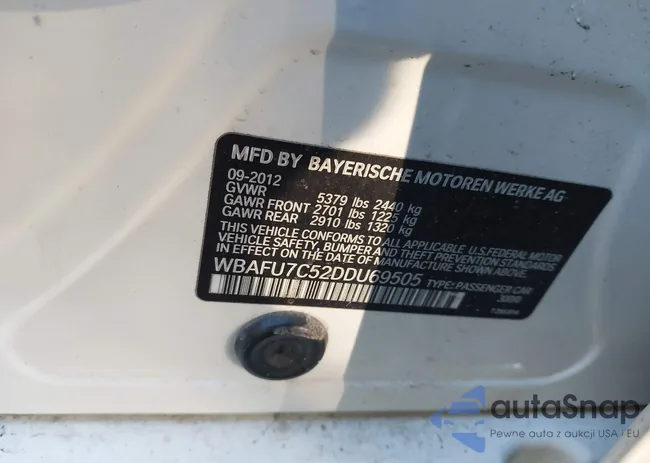 MFD BY BAYERISCHE MOTOREN WERKE AG
09-2012
GVWR 5379 lbs 2440 kg
GAWR FRONT 2701 lbs 1225 kg
GAWR REAR 2910 lbs 1320 kg
THIS VEHICLE CONFORMS TO ALL APPLICABLE U.S. FEDERAL MOTOR
VEHICLE SAFETY, BUMPER AND THEFT PREVENTION STANDARDS
IN EFFECT ON THE DATE OF MANUFACTURE SHOWN ABOVE.
WBAFU7C52DDU69505 TYPE: PASSENGER CAR
autoSnap
Pewne auta z aukcji USA i EU